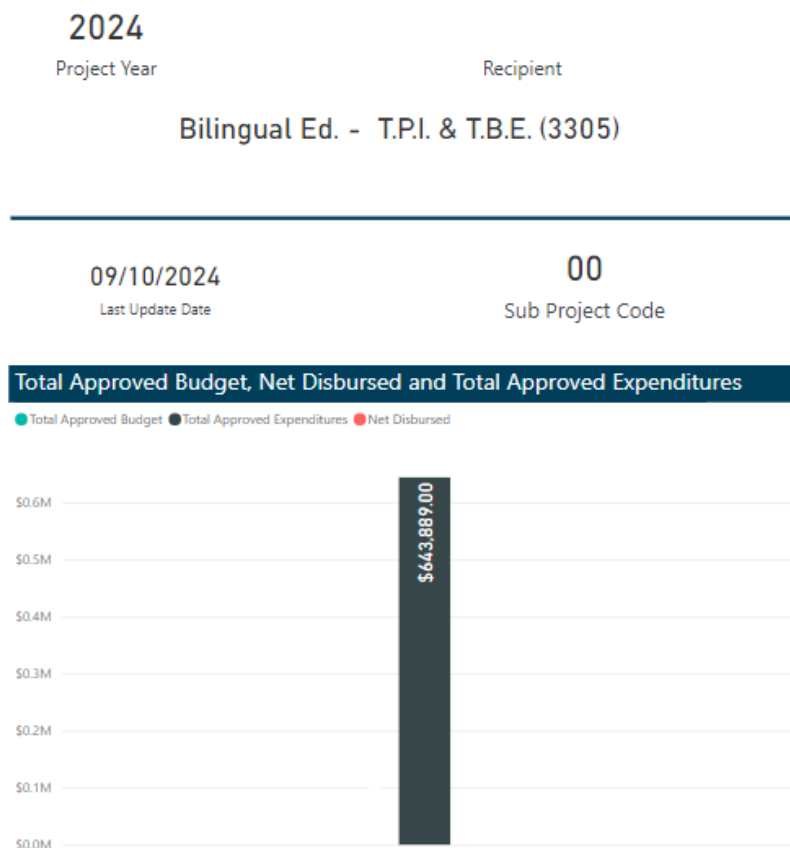 2024
Project Year
Recipient
Bilingual Ed. - T.P.I. & T.B.E. (3305)
09/10/2024
Last Update Date
00
Sub Project Code
Total Approved Budget, Net Disbursed and Total Approved Expenditures
Total Approved Budget Total Approved Expenditures Net Disbursed
$0.6M
$0.5M
$0.4M
$0.3M
$0.2M
$0.1M
$0.0M
$643,889.00